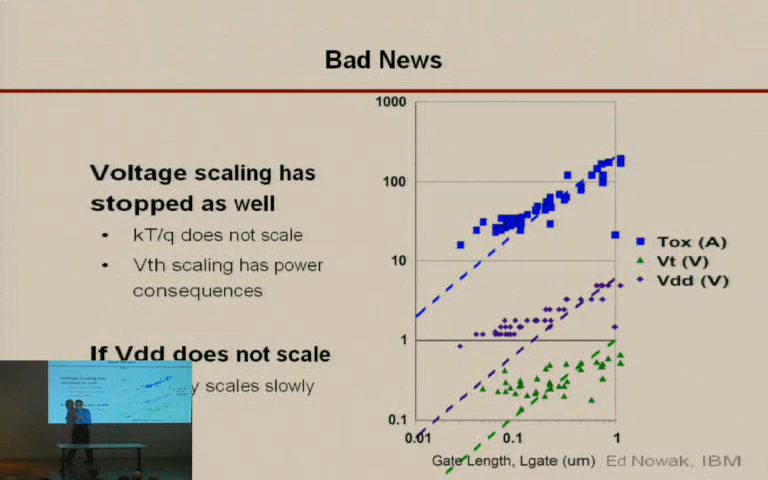 Bad News
Voltage scaling has
stopped as well
• kT/q does not scale
• Vth scaling has power
consequences
If Vdd does not scale
scales slowly
1000
100
10
1
0.1
0.01
0.1
1
Gate Length, Lgate (um)
Tox (A)
Vt (V)
Vdd (V)
Ed Nowak, IBM